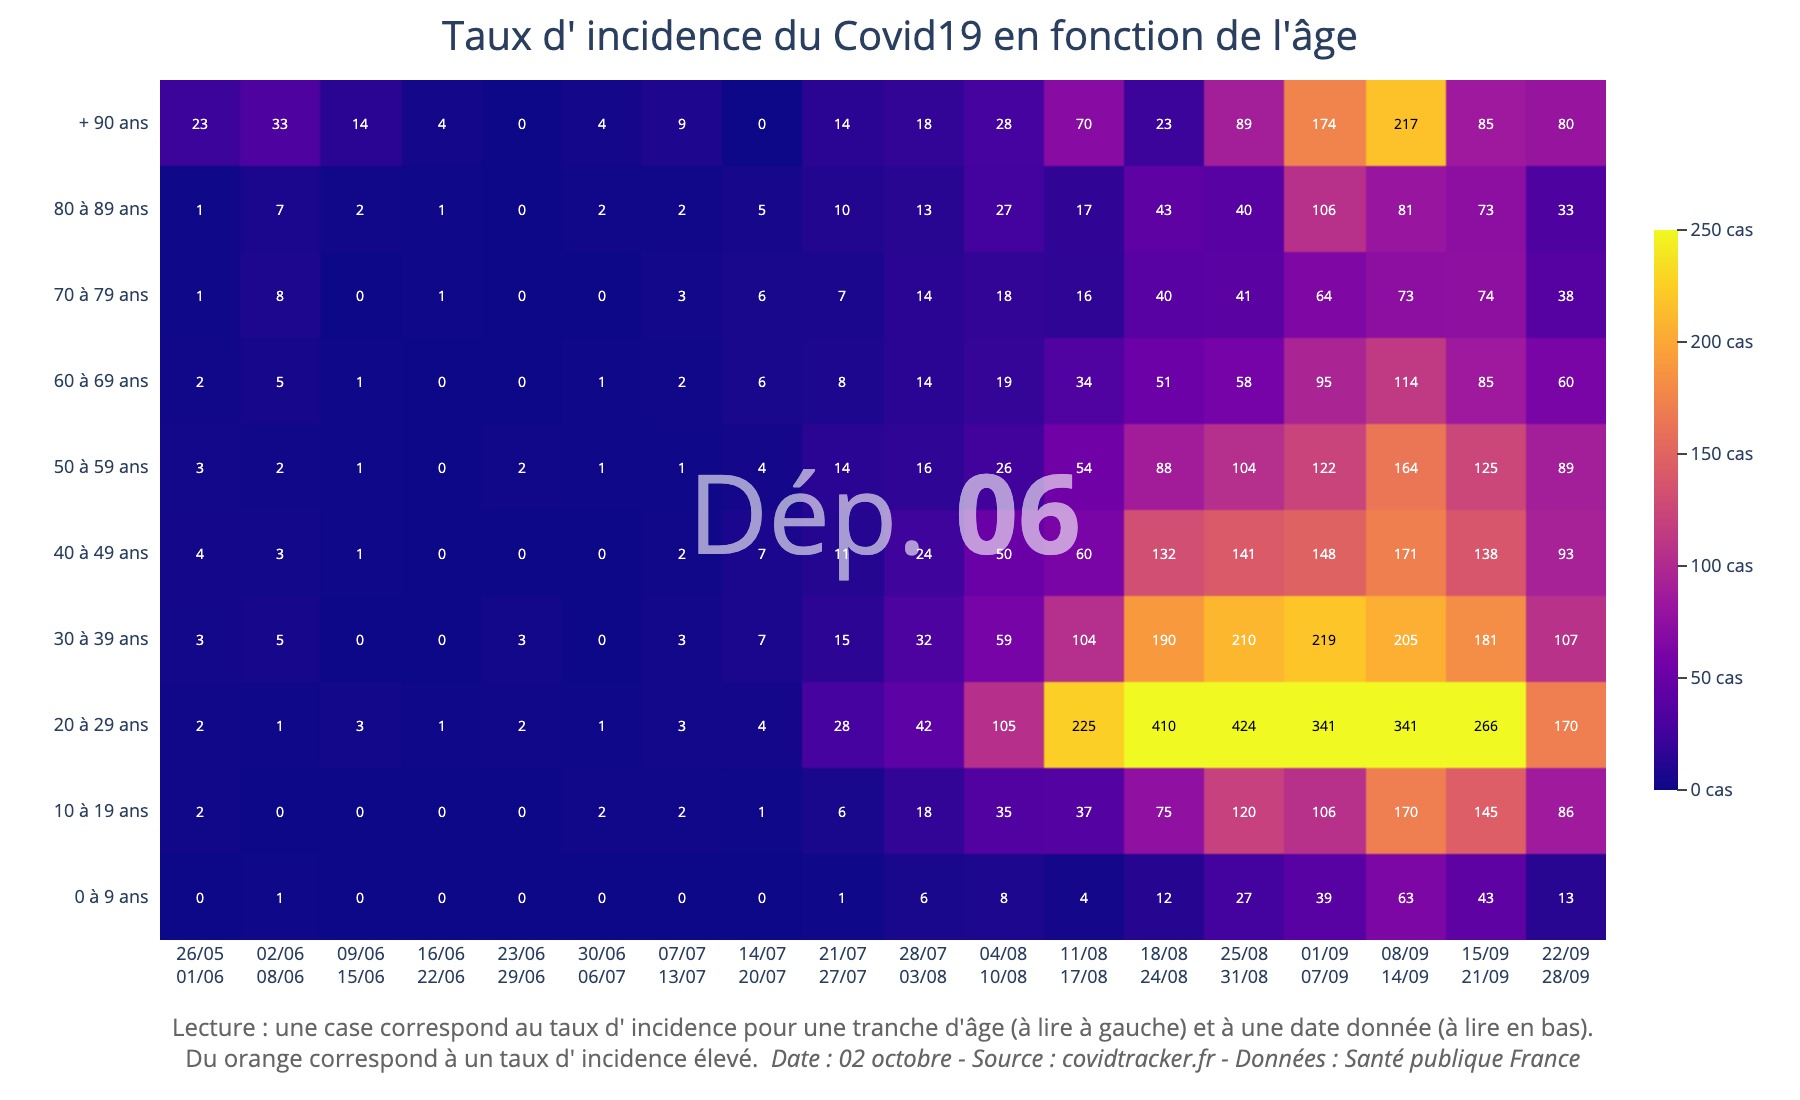 Taux d' incidence du Covid19 en fonction de l'âge
+ 90 ans 23 33 14 4 0 4 9 0 14 18 28 70 23 89 174 217 85 80
80 à 89 ans 1 7 2 1 0 2 2 5 10 13 27 17 43 40 106 81 73 33
70 à 79 ans 1 8 0 1 0 0 3 6 7 14 18 16 40 41 64 73 74 38
60 à 69 ans 2 5 1 0 0 1 2 6 8 14 19 34 51 58 95 114 85 60
50 à 59 ans 3 2 1 0 2 1 1 4 14 16 26 54 88 104 122 164 125 89
Dép. 06
40 à 49 ans 4 3 1 0 0 0 2 7 11 24 50 60 132 141 148 171 138 93
30 à 39 ans 3 5 0 0 3 0 3 7 15 32 59 104 190 210 219 205 181 107
20 à 29 ans 2 1 3 1 2 1 3 4 28 42 105 225 410 424 341 341 266 170
10 à 19 ans 2 0 0 0 0 2 2 1 6 18 35 37 75 120 106 170 145 86
0 à 9 ans 0 1 0 0 0 0 0 0 1 6 8 4 12 27 39 63 43 13
26/05 02/06 09/06 16/06 23/06 30/06 07/07 14/07 21/07 28/07 04/08 11/08 18/08 25/08 01/09 08/09 15/09 22/09
01/06 08/06 15/06 22/06 29/06 06/07 13/07 20/07 27/07 03/08 10/08 17/08 24/08 31/08 07/09 14/09 21/09 28/09
250 cas
200 cas
150 cas
100 cas
50 cas
0 cas
Lecture : une case correspond au taux d' incidence pour une tranche d'âge (à lire à gauche) et à une date donnée (à lire en bas).
Du orange correspond à un taux d' incidence élevé. Date : 02 octobre - Source : covidtracker.fr - Données : Santé publique France